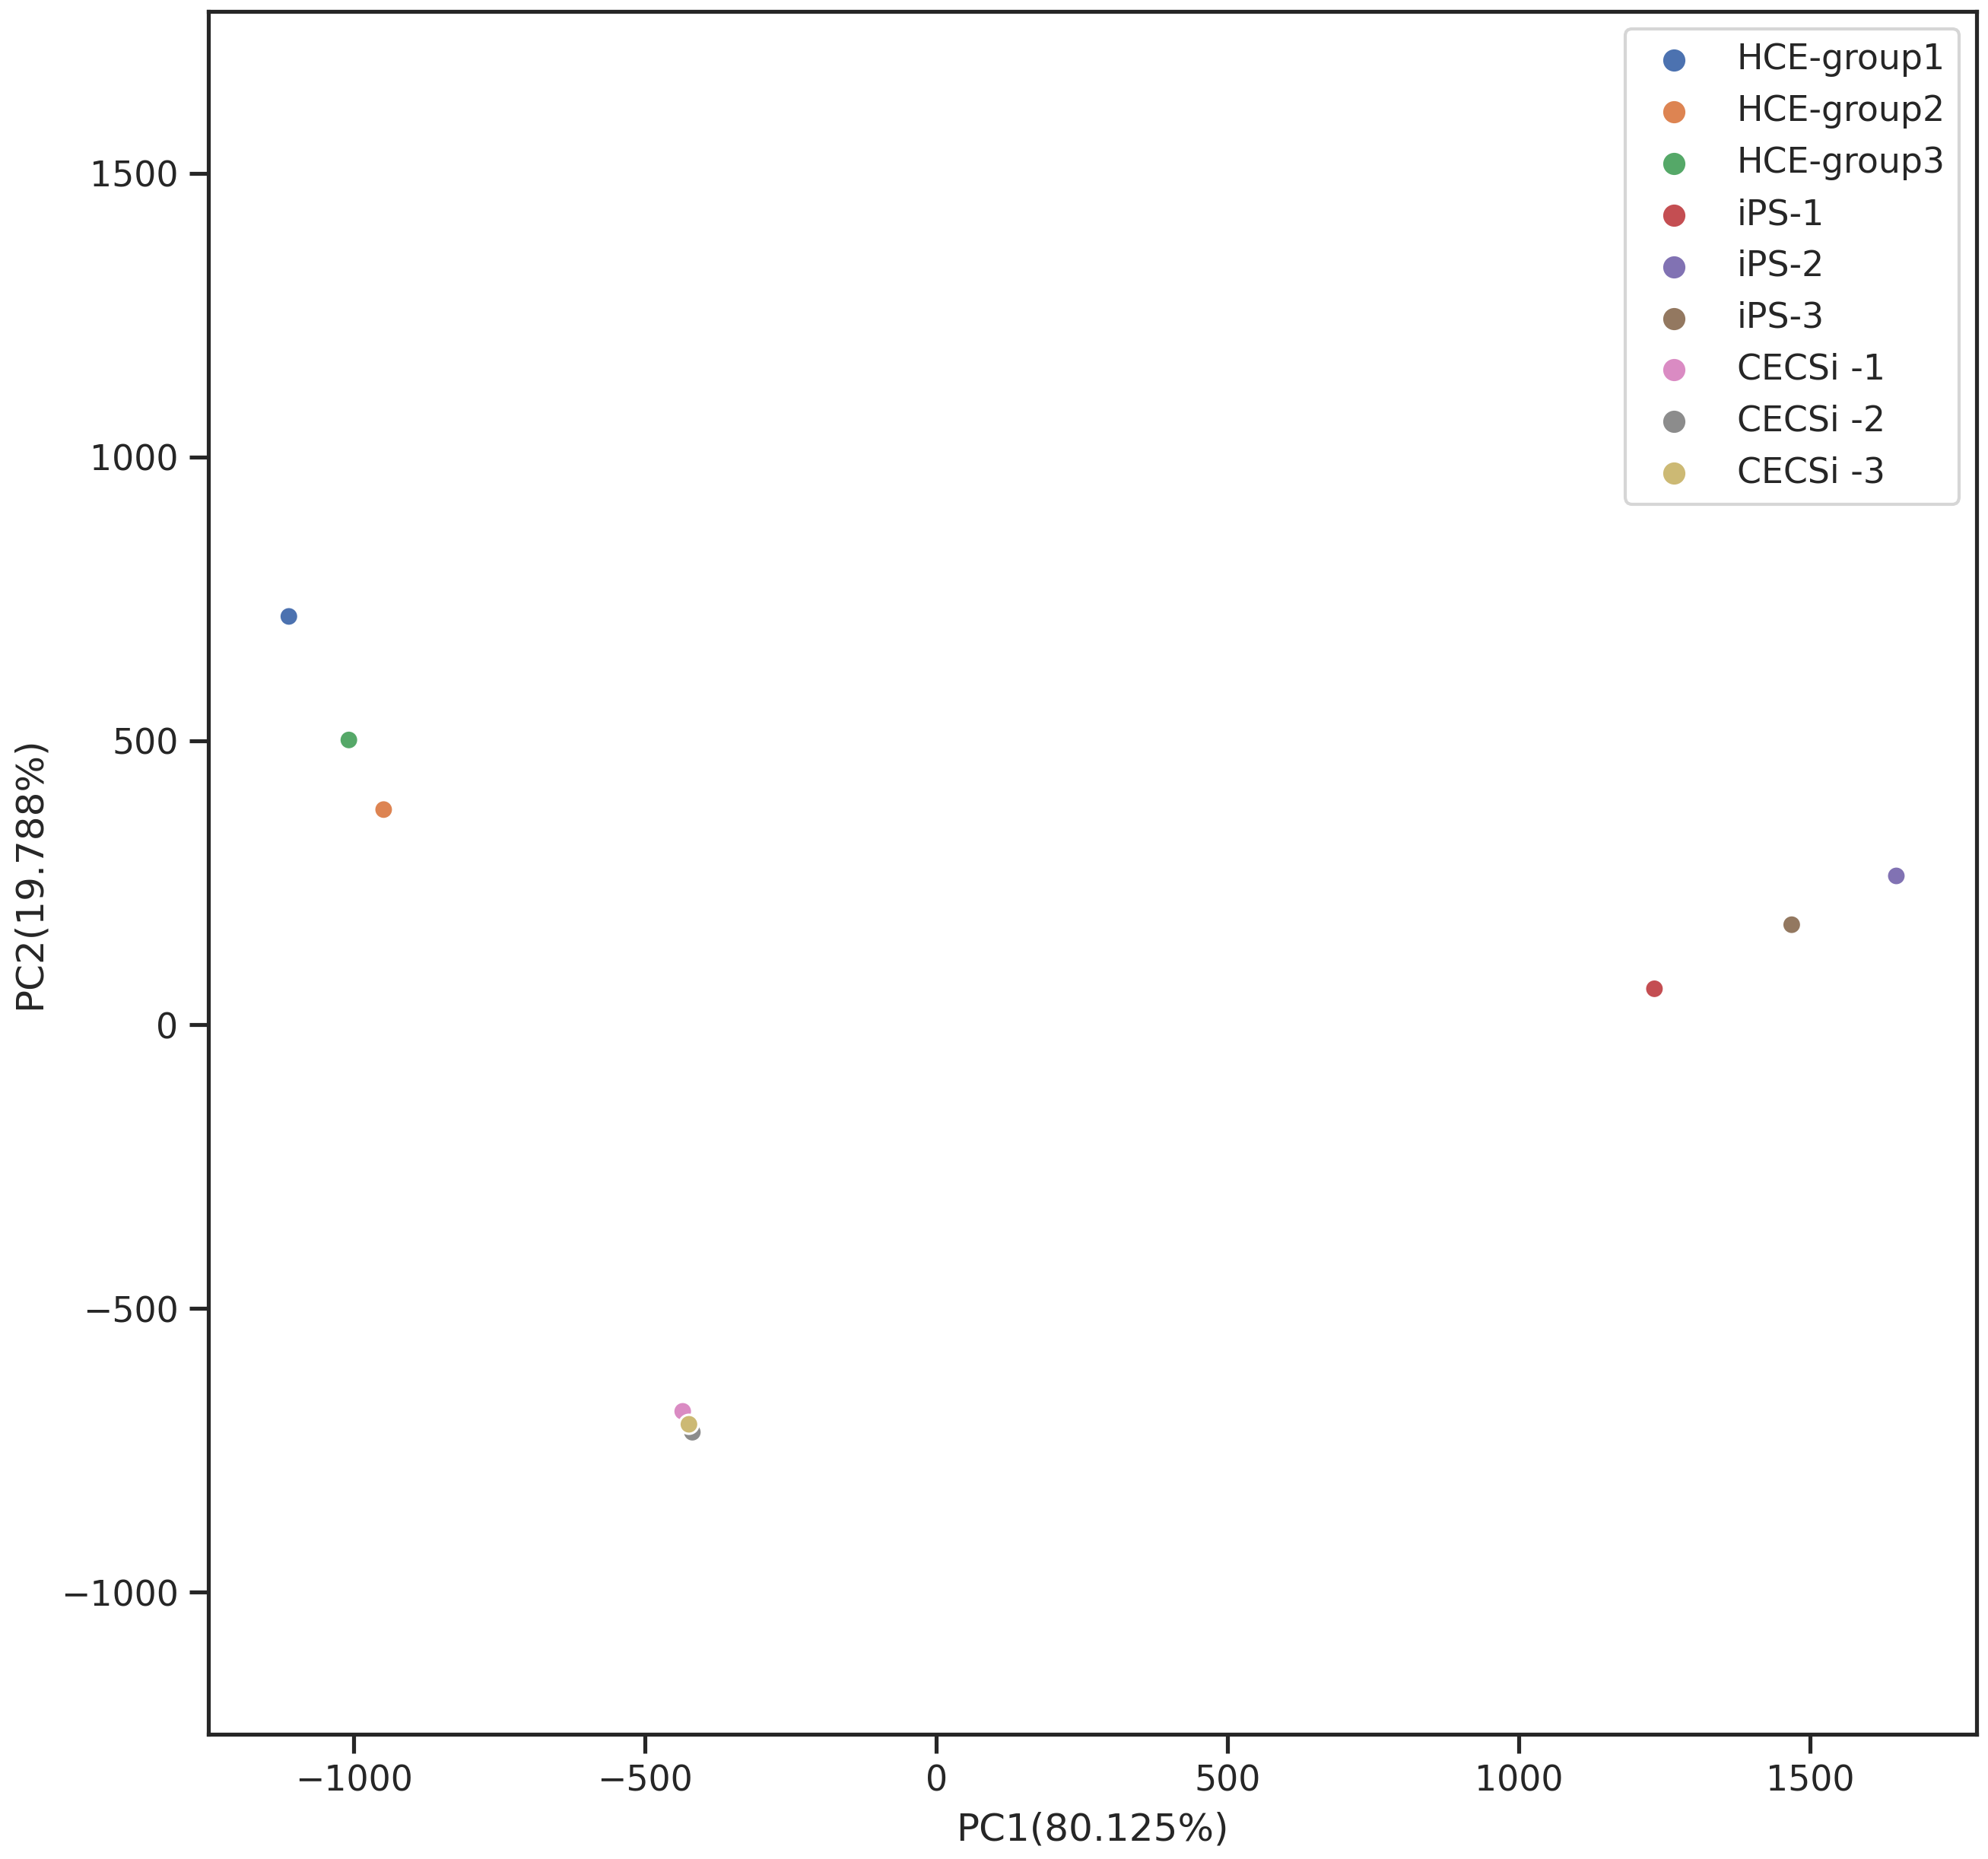 HCE-group1
HCE-group2
HCE-group3
iPS-1
iPS-2
iPS-3
CECSi -1
CECSi -2
CECSi -3
1500
1000
500
0
−500
−1000
PC2(19.788%)
−1000
−500
0
500
1000
1500
PC1(80.125%)